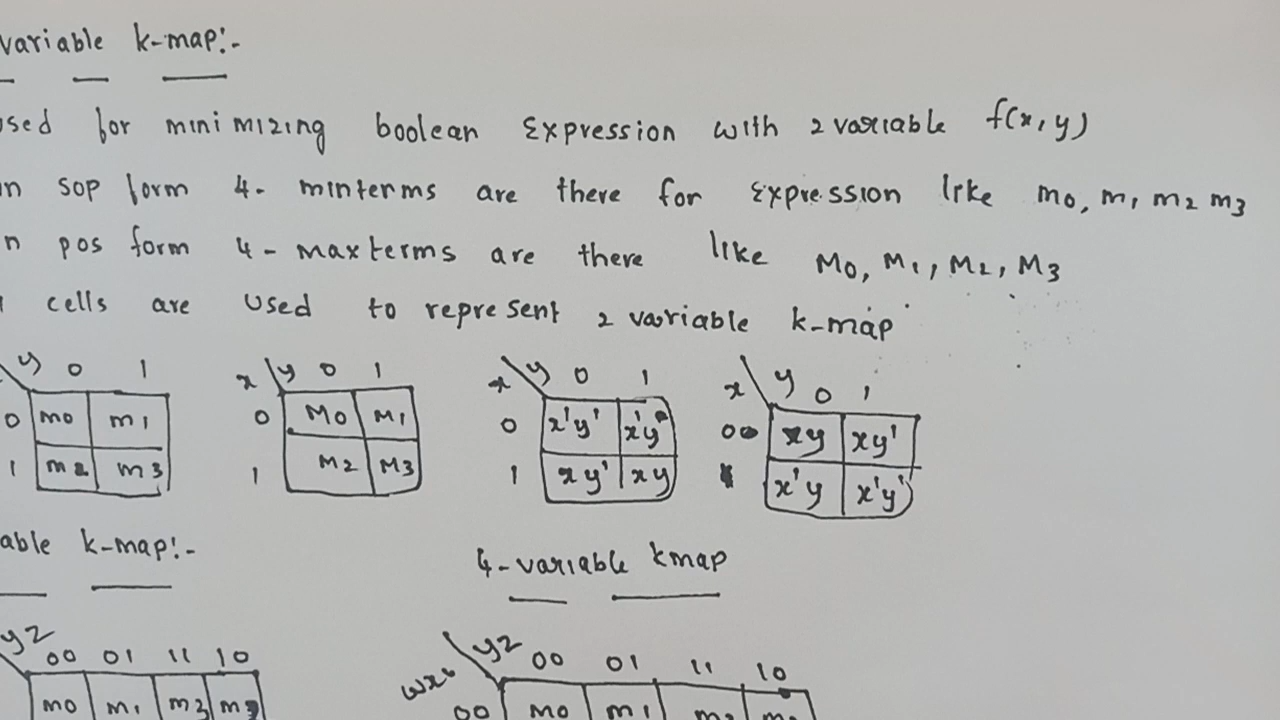 variable k-map:-
used for minimizing boolean Expression with 2 variable f(x,y)
n sop form 4- minterms are there for Expression like m0, m1 m2 m3
n pos form 4- maxterms are there like M0, M1, M2, M3
cells are used to represent 2 variable k-map
y 0 1 x y 0 1 x y 0 1 x y 0 1
0 m0 m1 0 M0 M1 0 x'y' x'y 0 xy xy'
1 m2 m3 1 M2 M3 1 xy' xy x'y x'y'
able k-map:- 4-variable kmap
yz 00 01 11 10 wx yz 00 01 11 10
m0 m1 m3 00 m0 m1